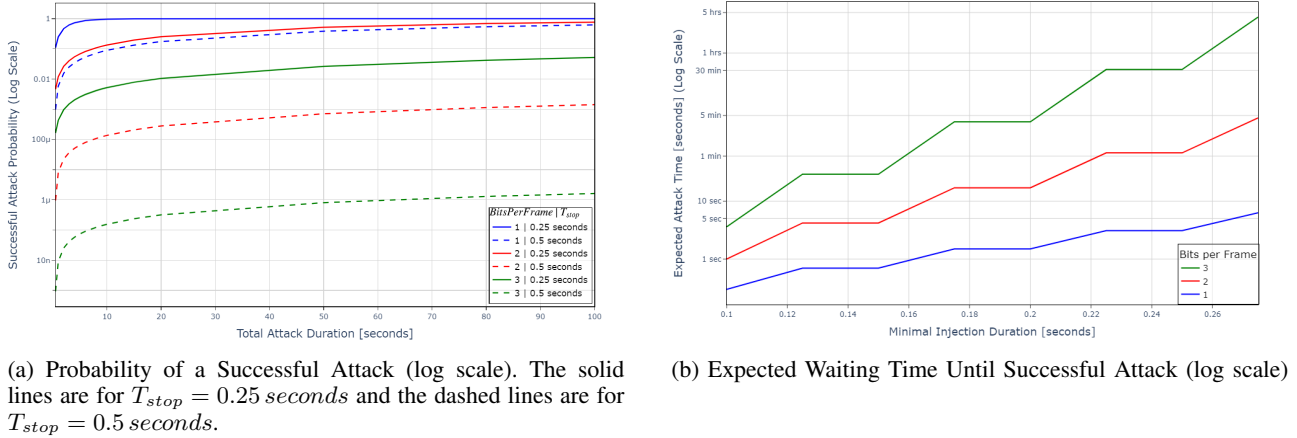 Successful Attack Probability (Log Scale)
1
0.01
100μ
1μ
10n
10
20
30
40
50
60
70
80
90
100
Total Attack Duration [seconds]
BitsPerFrame | T_stop
1 | 0.25 seconds
1 | 0.5 seconds
2 | 0.25 seconds
2 | 0.5 seconds
3 | 0.25 seconds
3 | 0.5 seconds
(a) Probability of a Successful Attack (log scale). The solid
lines are for T_stop = 0.25 seconds and the dashed lines are for
T_stop = 0.5 seconds.
Expected Attack Time [seconds] (Log Scale)
5 hrs
1 hrs
30 min
5 min
1 min
10 sec
5 sec
1 sec
0.1
0.12
0.14
0.16
0.18
0.2
0.22
0.24
0.26
Minimal Injection Duration [seconds]
Bits per Frame
3
2
1
(b) Expected Waiting Time Until Successful Attack (log scale)